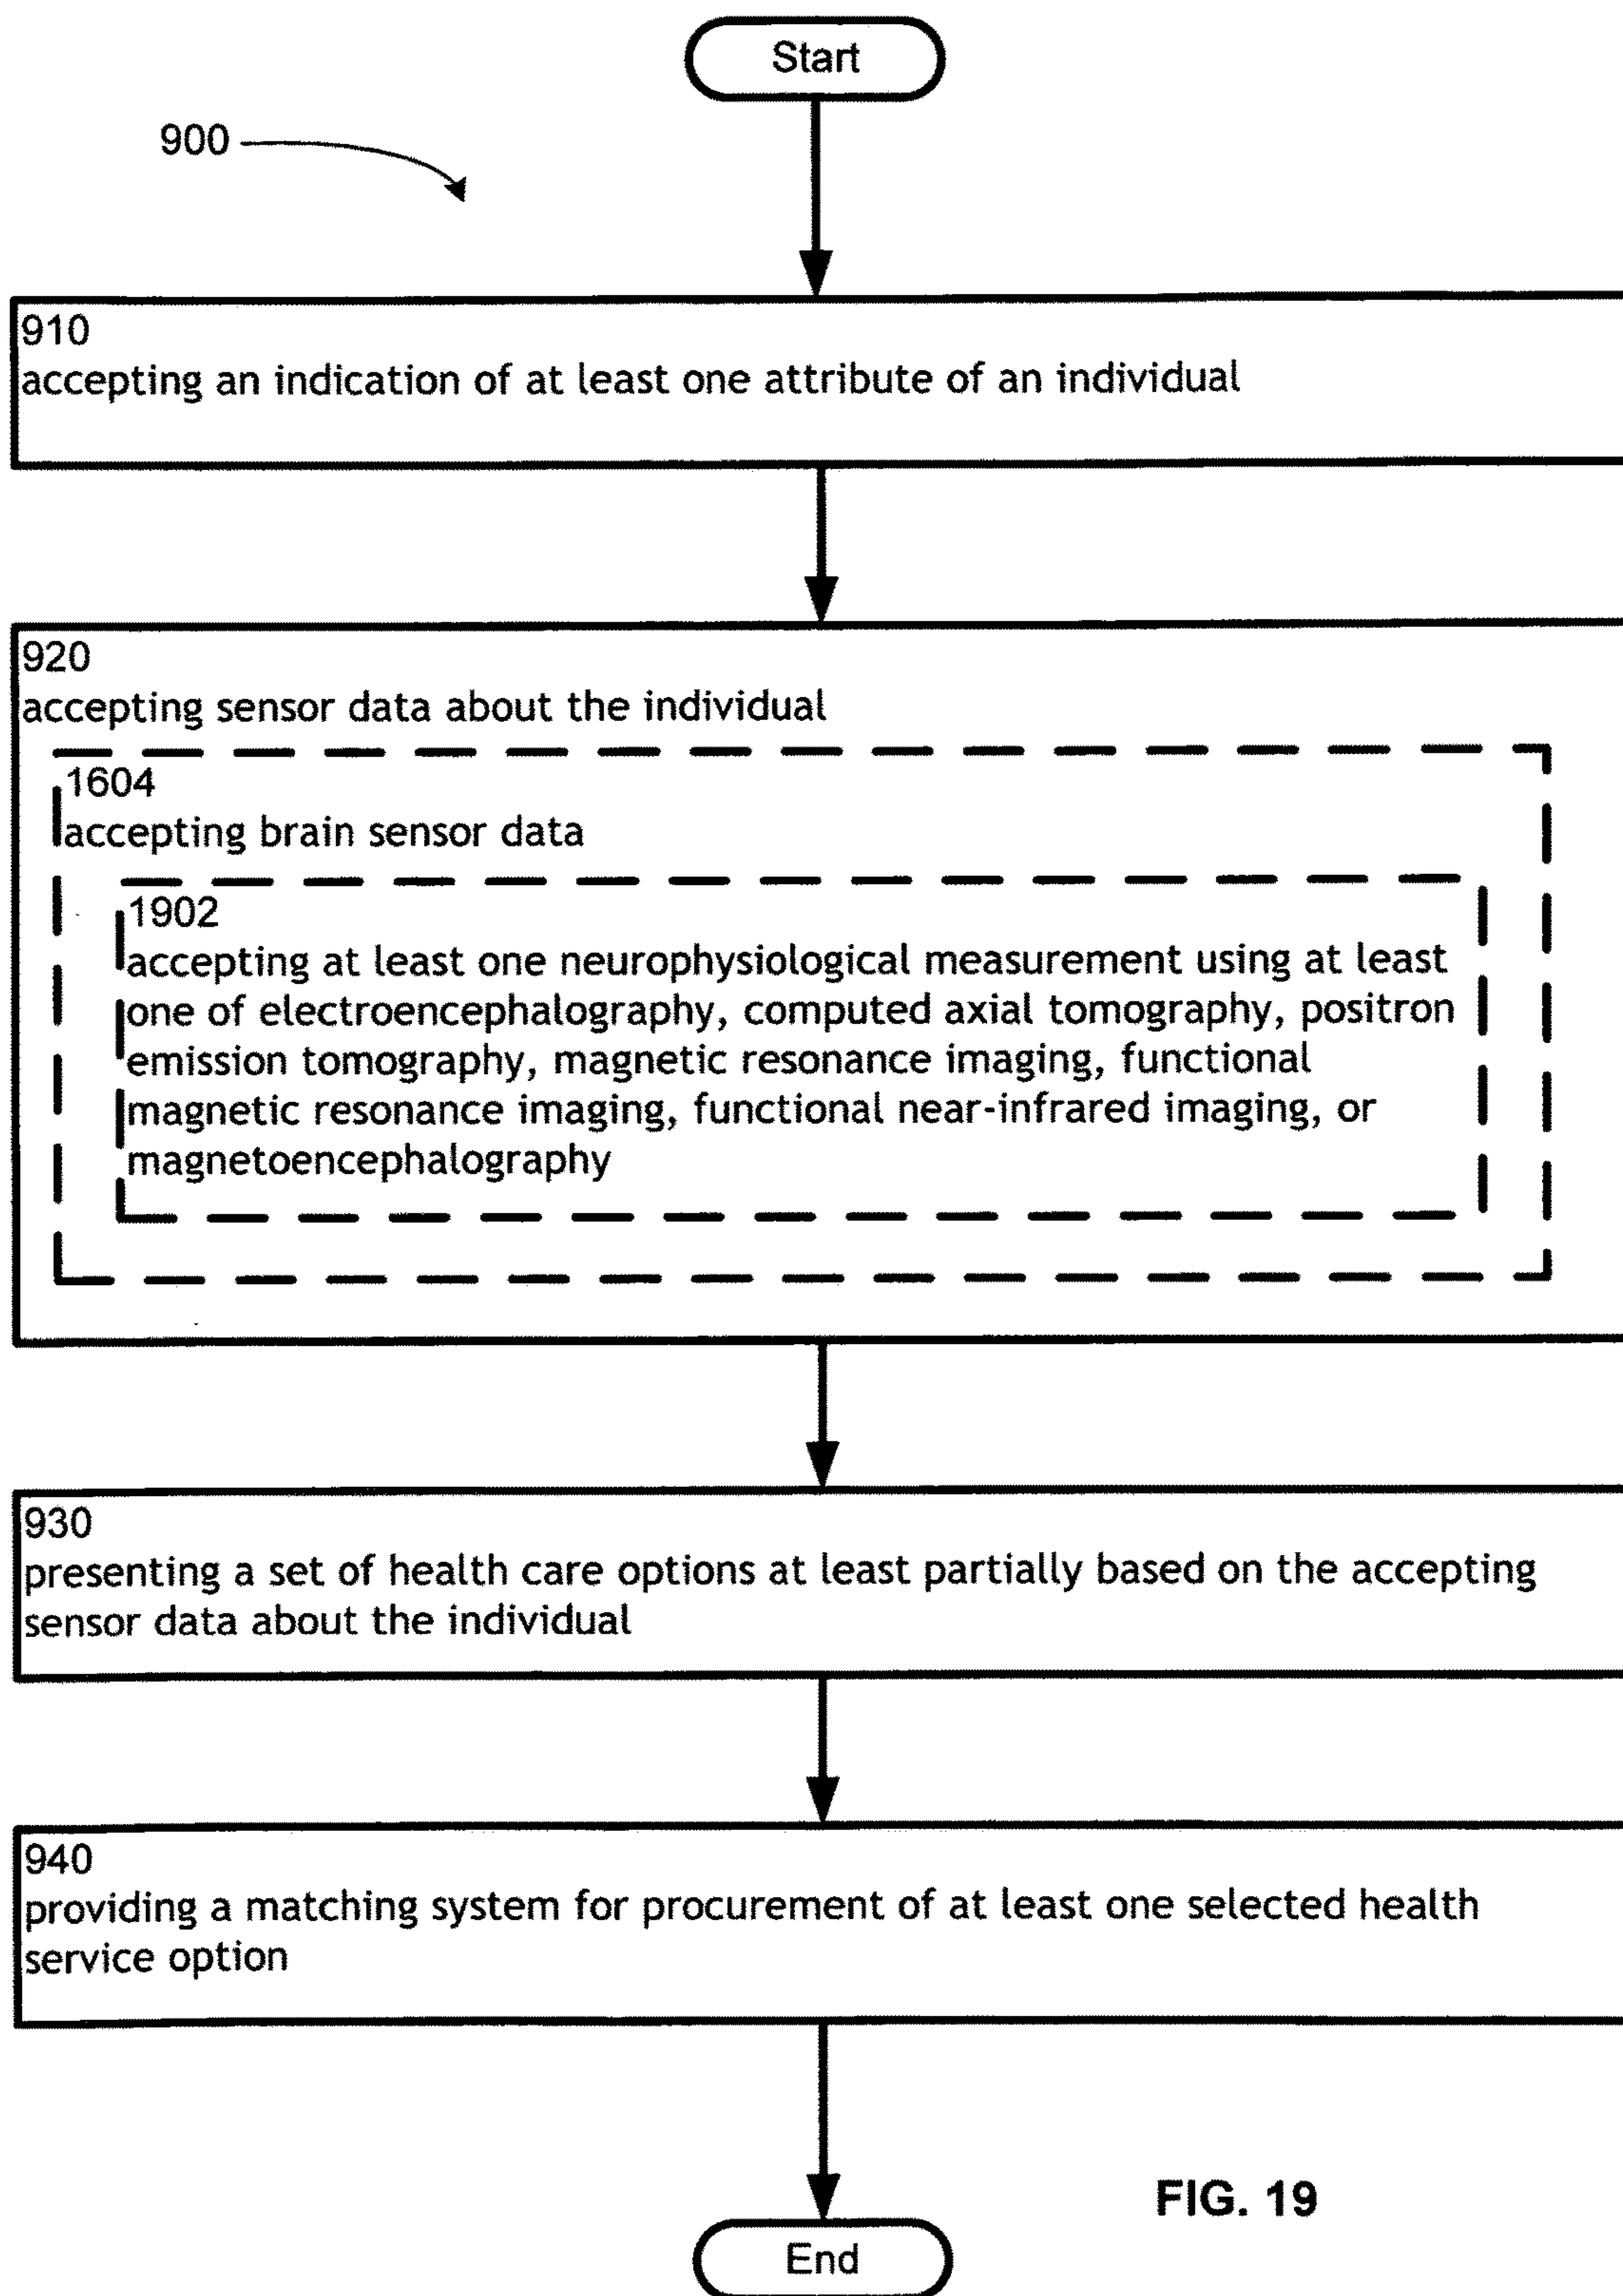 Start
900
910
accepting an indication of at least one attribute of an individual
920
accepting sensor data about the individual
1604
accepting brain sensor data
1902
accepting at least one neurophysiological measurement using at least
one of electroencephalography, computed axial tomography, positron
emission tomography, magnetic resonance imaging, functional
magnetic resonance imaging, functional near-infrared imaging, or
magnetoencephalography
930
presenting a set of health care options at least partially based on the accepting
sensor data about the individual
940
providing a matching system for procurement of at least one selected health
service option
FIG. 19
End